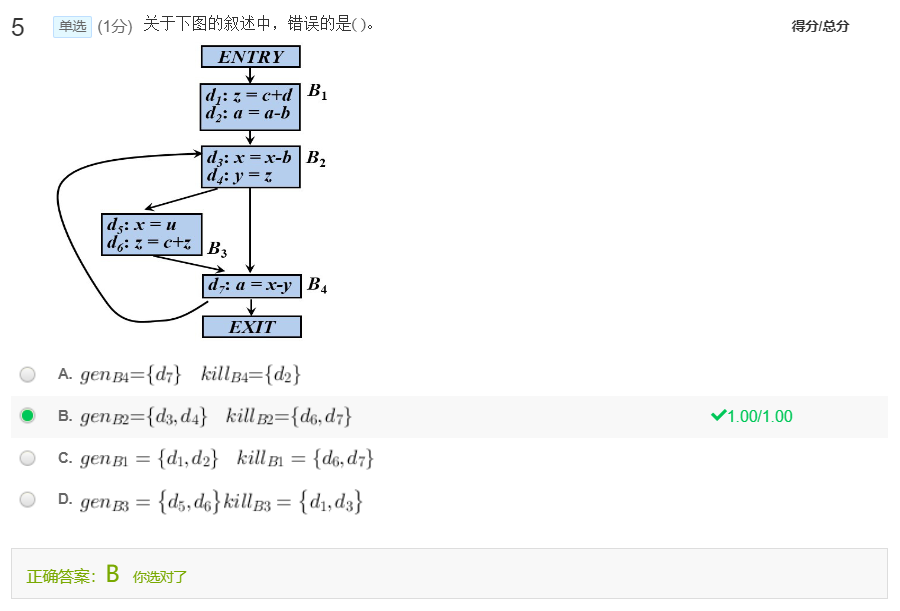 5 单选 (1分) 关于下图的叙述中，错误的是( )。 得分/总分
ENTRY
d1: z = c+d
d2: a = a-b
B1
d3: x = x-b
d4: y = z
B2
d5: x = u
d6: z = c+z
B3
d7: a = x-y
B4
EXIT
A. genB4={d7} killB4={d2}
B. genB2={d3,d4} killB2={d6,d7} 1.00/1.00
C. genB1 = {d1,d2} killB1 = {d6,d7}
D. genB3 = {d5,d6}killB3 = {d1,d3}
正确答案：B 你选对了